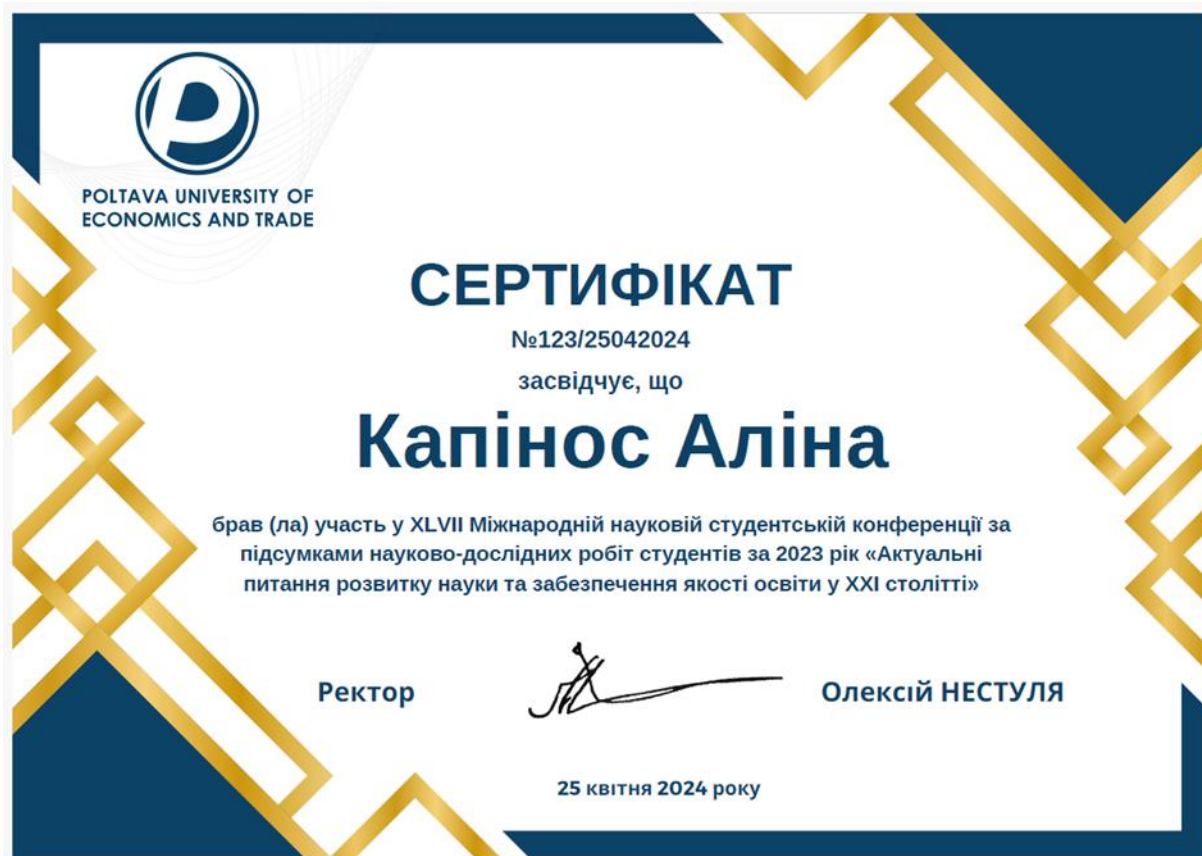 POLTAVA UNIVERSITY OF
ECONOMICS AND TRADE
СЕРТИФІКАТ
№123/25042024
засвідчує, що
Капінос Аліна
брав (ла) участь у XLVII Міжнародній науковій студентській конференції за
підсумками науково-дослідних робіт студентів за 2023 рік «Актуальні
питання розвитку науки та забезпечення якості освіти у XXI столітті»
Ректор Олексій НЕСТУЛЯ
25 квітня 2024 року